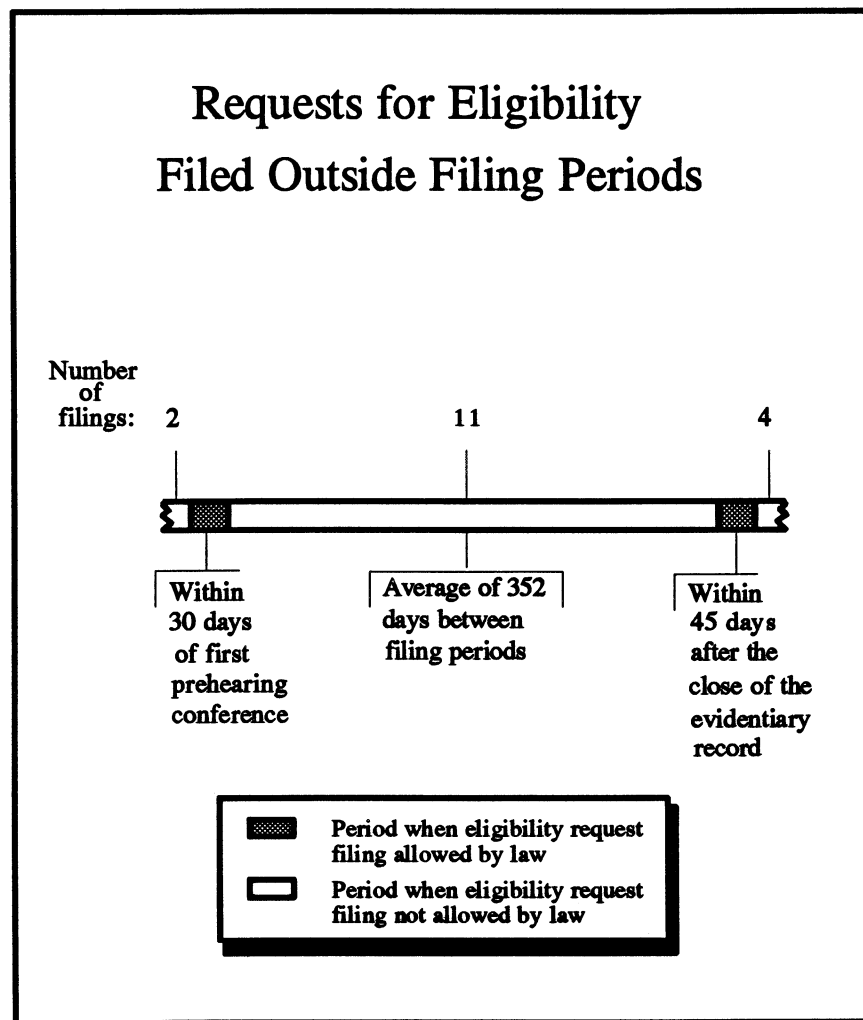 Requests for Eligibility
Filed Outside Filing Periods
Number
of
filings: 2 11 4
Within
30 days
of first
prehearing
conference
Average of 352
days between
filing periods
Within
45 days
after the
close of the
evidentiary
record
Period when eligibility request
filing allowed by law
Period when eligibility request
filing not allowed by law